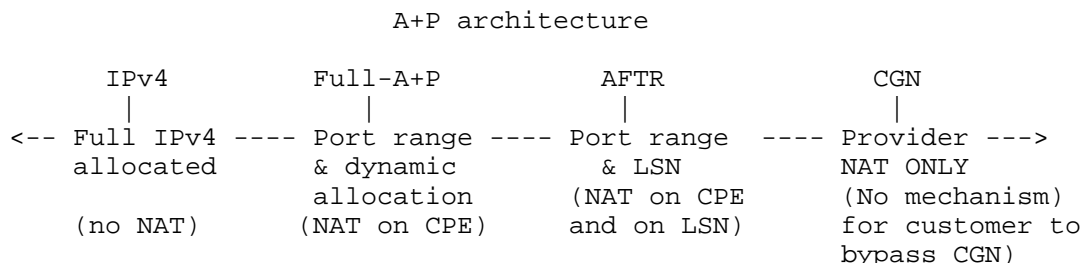 A+P architecture
IPv4 Full-A+P AFTR CGN
| | | |
<-- Full IPv4 ---- Port range ---- Port range ---- Provider --->
allocated & dynamic & LSN NAT ONLY
allocation (NAT on CPE (No mechanism)
(no NAT) (NAT on CPE) and on LSN) for customer to
bypass CGN)